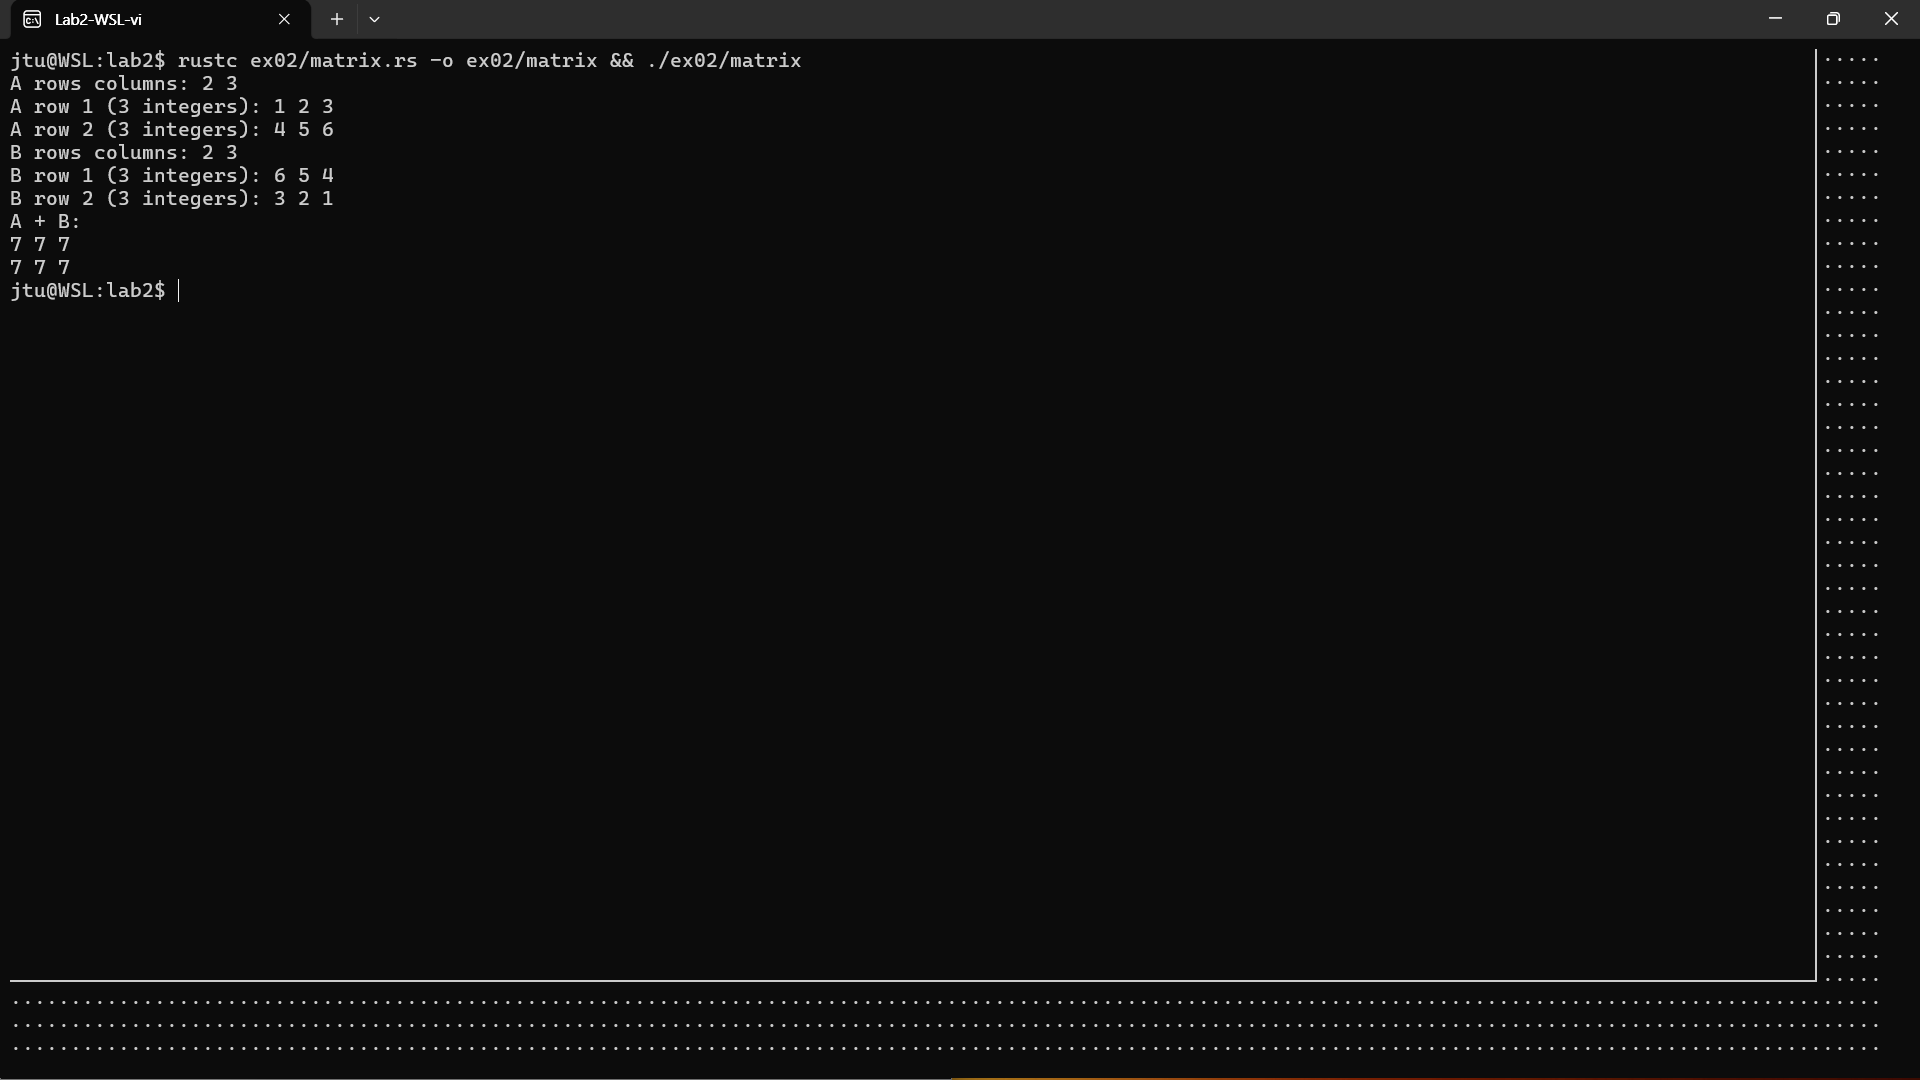 Lab2-WSL-vi
jtu@WSL:lab2$ rustc ex02/matrix.rs -o ex02/matrix && ./ex02/matrix
A rows columns: 2 3
A row 1 (3 integers): 1 2 3
A row 2 (3 integers): 4 5 6
B rows columns: 2 3
B row 1 (3 integers): 6 5 4
B row 2 (3 integers): 3 2 1
A + B:
7 7 7
7 7 7
jtu@WSL:lab2$